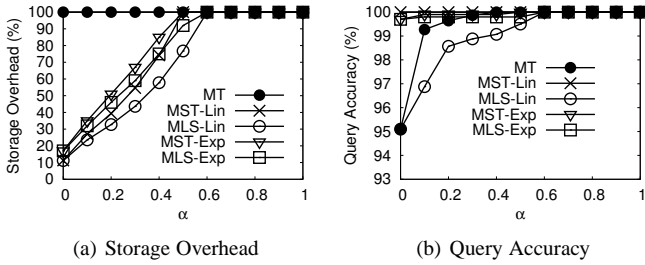 Storage Overhead (%)
100
90
80
70
60
50
40
30
20
10
0
0 0.2 0.4 0.6 0.8 1
α
MT
MST-Lin
MLS-Lin
MST-Exp
MLS-Exp
(a) Storage Overhead
Query Accuracy (%)
100
99
98
97
96
95
94
93
0 0.2 0.4 0.6 0.8 1
α
MT
MST-Lin
MLS-Lin
MST-Exp
MLS-Exp
(b) Query Accuracy